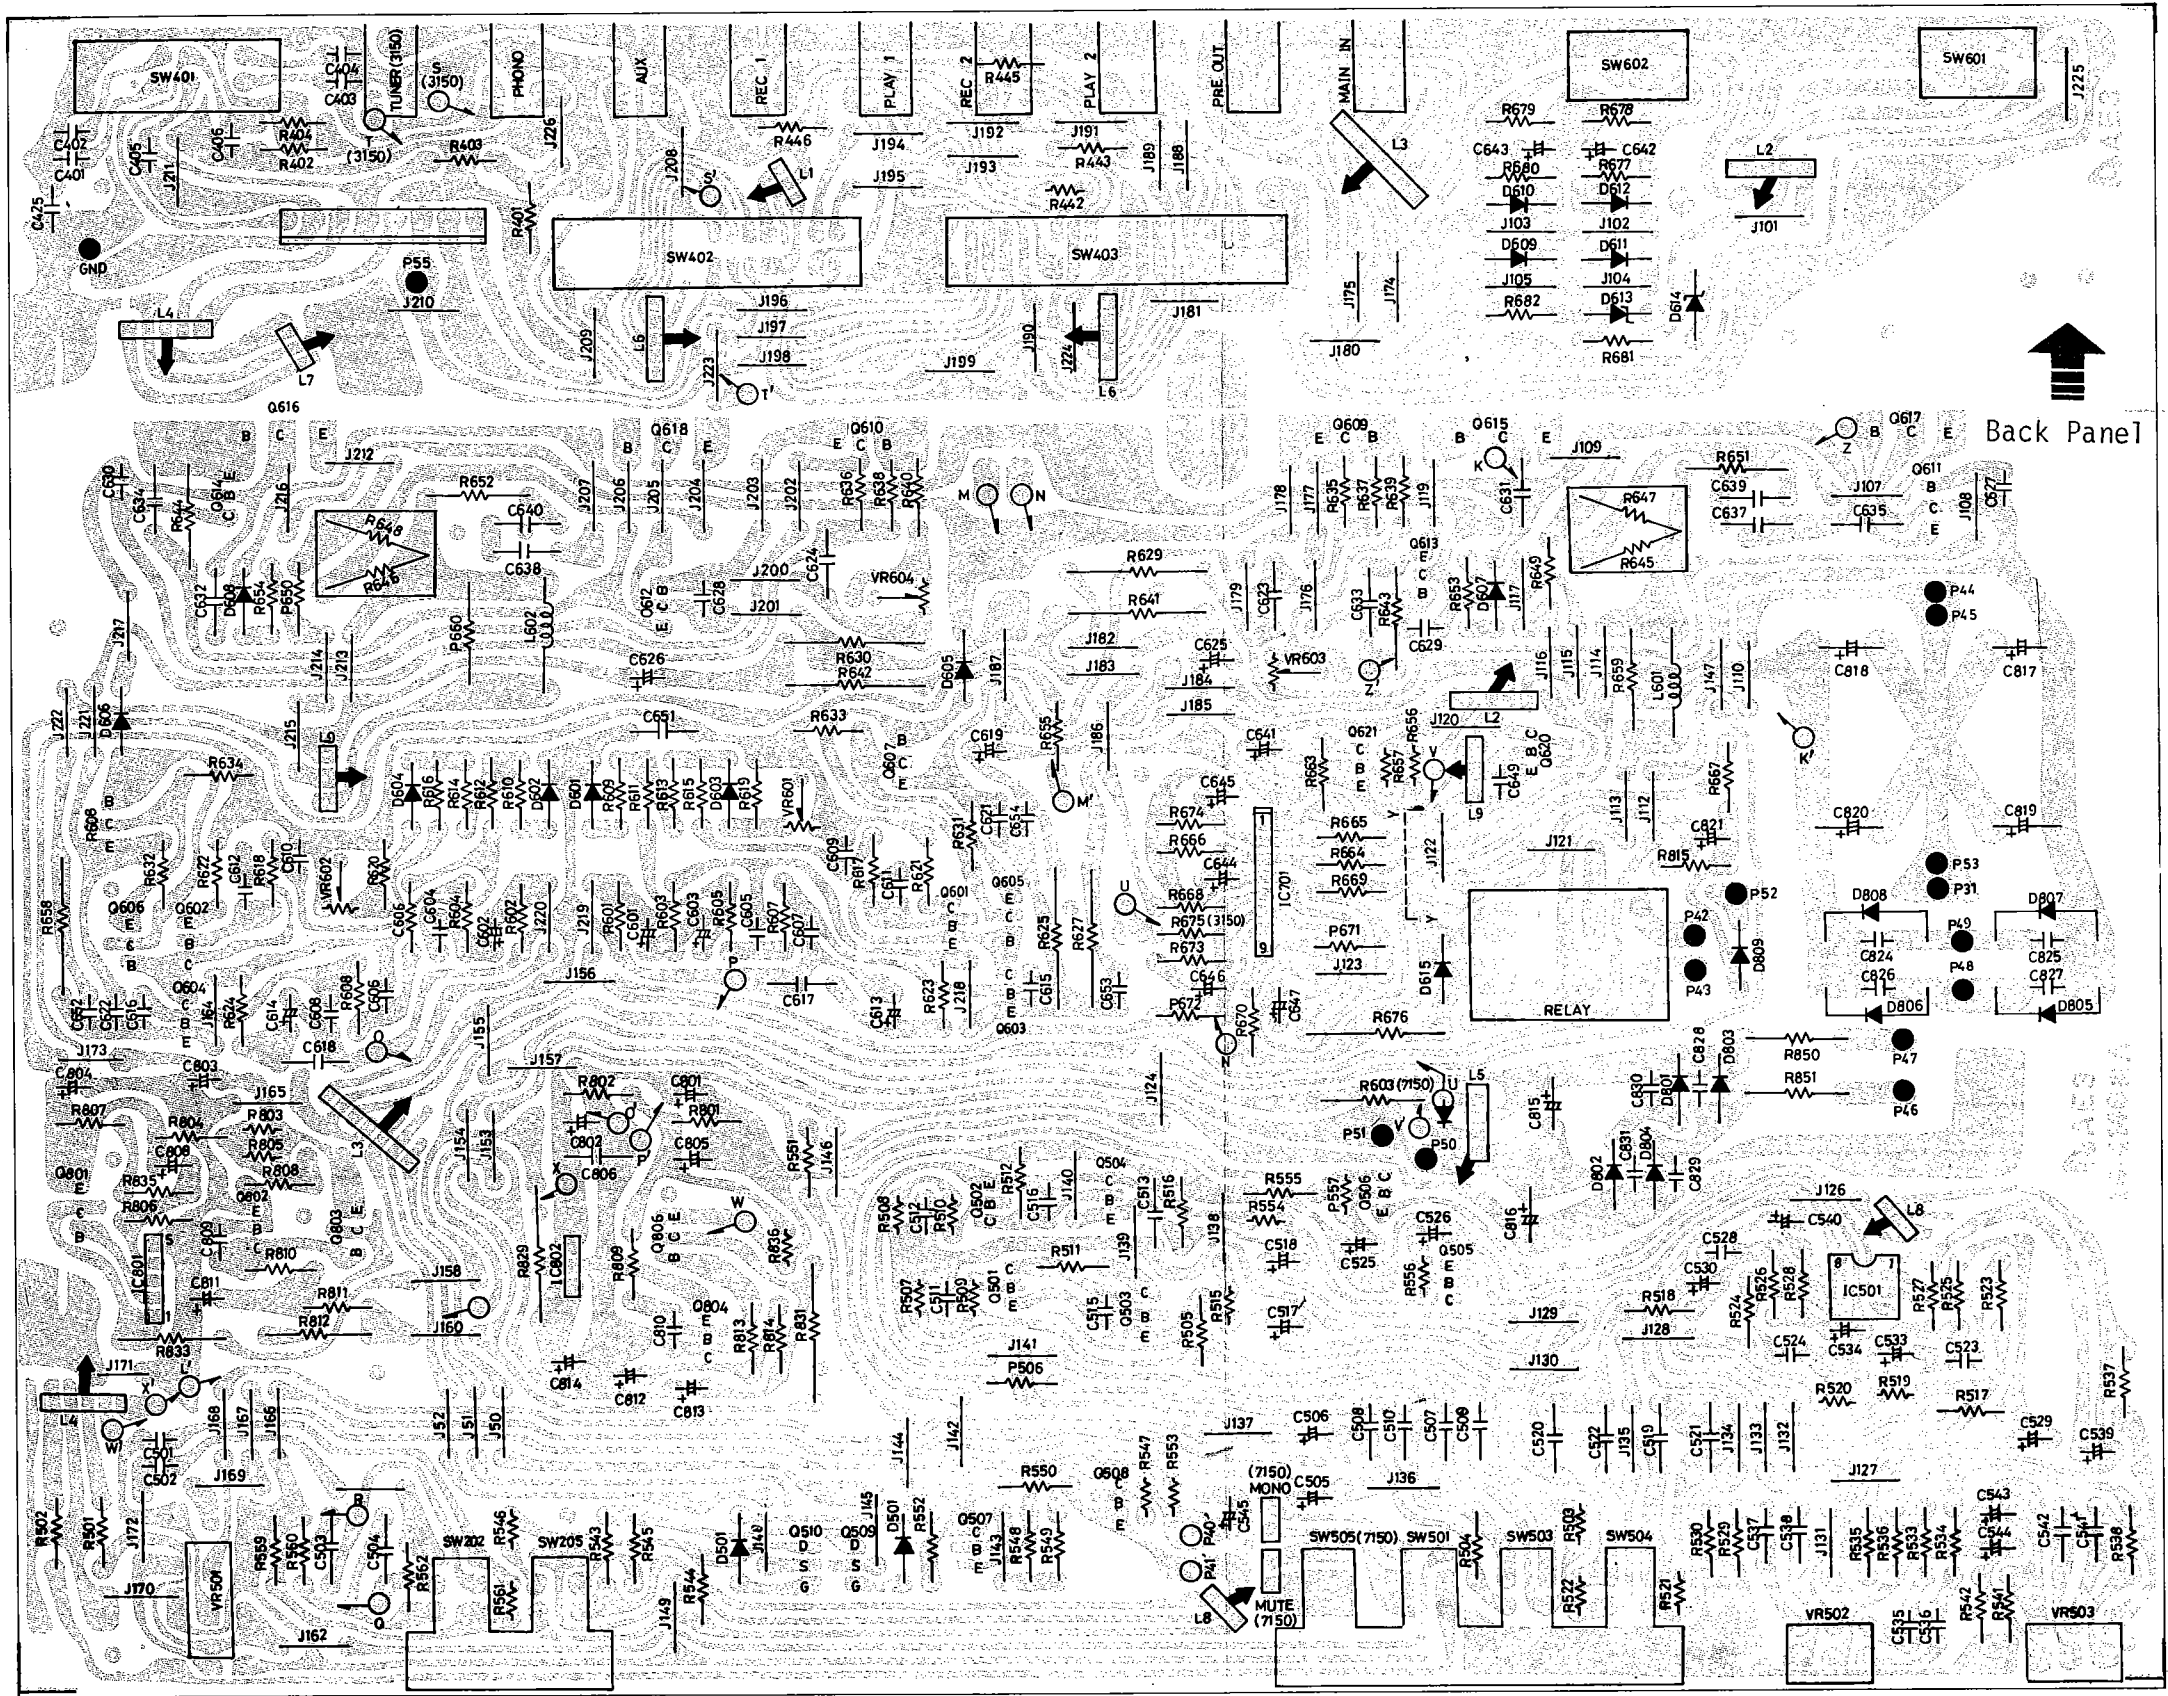 SW401
C404
C403
TUNER(3150)
S
(3150)
PHONO
AUX
REC 1
PLAY 1
REC 2
R445
PLAY 2
PRE OUT
MAIN IN
SW602
SW601
J225
C402
C401
C405
J211
C406
R404
R402
T
(3150)
R403
J226
J208
S'
R446
L1
J194
J195
J192
J193
J191
R443
J189
J188
R442
L3
R679
R678
C643
C642
R680
R677
D610
D612
J103
J102
D609
D611
J105
J104
R682
D613
D614
R681
L2
J101
C425
GND
R401
SW402
SW403
P55
J210
J175
J174
J180
L4
L7
J209
L6
J196
J197
J198
J223
T'
J199
J190
J224
L6
J181
Back Panel
Q616
B C E
Q618
B C E
Q610
E C B
Q609
E C B
Q615
B C E
K
J109
Z
Q617
B C E
J212
C630
C634
R644
Q614
C B E
J216
R652
C640
C638
R648
R646
J207
J206
J205
J204
J203
J202
R636
R638
R640
M
N
J178
J177
R635
R637
R639
J119
C631
R647
R645
R651
C639
C637
J107
C635
Q611
B
C
E
J108
C627
C632
D608
R654
P650
P660
L602
Q612
E C B
C628
J200
J201
C624
VR604
R629
R641
J179
C623
J176
C633
R643
Q613
E
C
B
R653
D607
J117
R649
C629
P44
P45
J217
J214
J213
C626
R630
R642
D605
J187
J182
J183
C625
J184
J185
VR603
Z'
J116
J115
J114
R659
L601
J147
J110
C818
C817
J222
J221
D606
J215
C651
R633
C619
R655
J186
C641
J120
L2
K'
R634
L5
D604
R616
R614
R612
R610
D602
D601
R609
R611
R613
R615
D603
R619
VR601
Q607
B
C
E
M'
C645
R663
Q621
C
B
E
R657
R656
V
L9
C649
Q620
E B C
R667
J113
J112
C820
C819
B
R608
C
E
R632
R622
C612
R618
C610
VR602
R620
C609
R817
C611
R621
R631
C621
C654
R674
R666
C644
1
IC701
9
R665
R664
R669
Y
Y
J122
J121
C821
R815
P53
P31
R658
Q606
E
C
B
Q602
E
B
C
C606
C604
R604
C602
R602
J220
J219
R601
C601
R603
C603
R605
C605
R607
C607
Q601
C
B
E
Q605
E
C
B
R625
R627
U
R668
R675(3150)
R673
P671
J123
D615
RELAY
P52
P42
P43
D809
D808
C824
C826
D806
P49
P48
D807
C825
C827
D805
C652
C622
C616
Q604
C
B
E
J164
R624
C614
C608
R608
C606
J156
P
C617
C613
R623
J218
C
B
E
Q603
C615
C653
C646
P672
R670
C647
N
R676
J173
C618
O
J155
J157
R850
R851
P47
P46
C804
C803
J165
R802
C801
R801
J124
R603(7150)
U
L5
C815
C830
D801
C828
D803
R807
R804
R803
R805
C808
R808
L3
J154
J153
O'
C802
C806
P'
C805
R551
J146
P51
V'
P50
D802
C831
D804
C829
Q801
E
C
B
R835
R806
C809
Q802
E
B
C
Q803
B C E
R810
X
R829
IC802
R809
Q806
B C E
W
R836
R508
C512
R510
Q502
C B E
R512
C516
J140
Q504
C
B
E
C513
R516
J139
J138
R555
R554
P557
Q506
E B C
C526
C816
J126
C540
L8
IC801
5
1
C811
R811
R812
R833
J158
J160
C810
Q804
E
B
C
R813
R814
R831
R507
C511
R509
Q501
C
B
E
R511
C515
Q503
C
B
E
R505
R515
C518
C517
C525
R556
Q505
E
B
C
C528
C530
R524
R526
R528
8 1
IC501
R527
R525
R523
J171
L'
X'
L4
W'
C814
C812
C813
J141
P506
J129
J130
R518
J128
C524
C534
C533
C523
R520
R519
R517
R537
C501
C502
J168
J167
J166
J169
J52
J51
J50
J144
J142
J137
C506
C508
C510
C507
C509
C520
C522
J135
C519
C521
J134
J133
J132
C529
C539
R550
Q508
C
B
E
R547
R553
(7150)
MONO
C505
J136
J127
R502
R501
J172
R559
R560
C503
R
C504
R562
SW202
R546
SW205
R543
R545
D501
J148
Q510
D
S
G
Q509
D
S
G
J145
D501
R552
Q507
C
B
E
J143
R548
R549
P40
P41
C545
SW505(7150)
SW501
R504
SW503
R503
SW504
R530
R529
C537
C538
J131
R535
R536
R533
R534
C543
C544
C542
C541
R538
J170
VR501
Q
R561
J149
R544
L8
MUTE
(7150)
R522
R521
VR502
C535
C536
R542
R541
VR503
J162